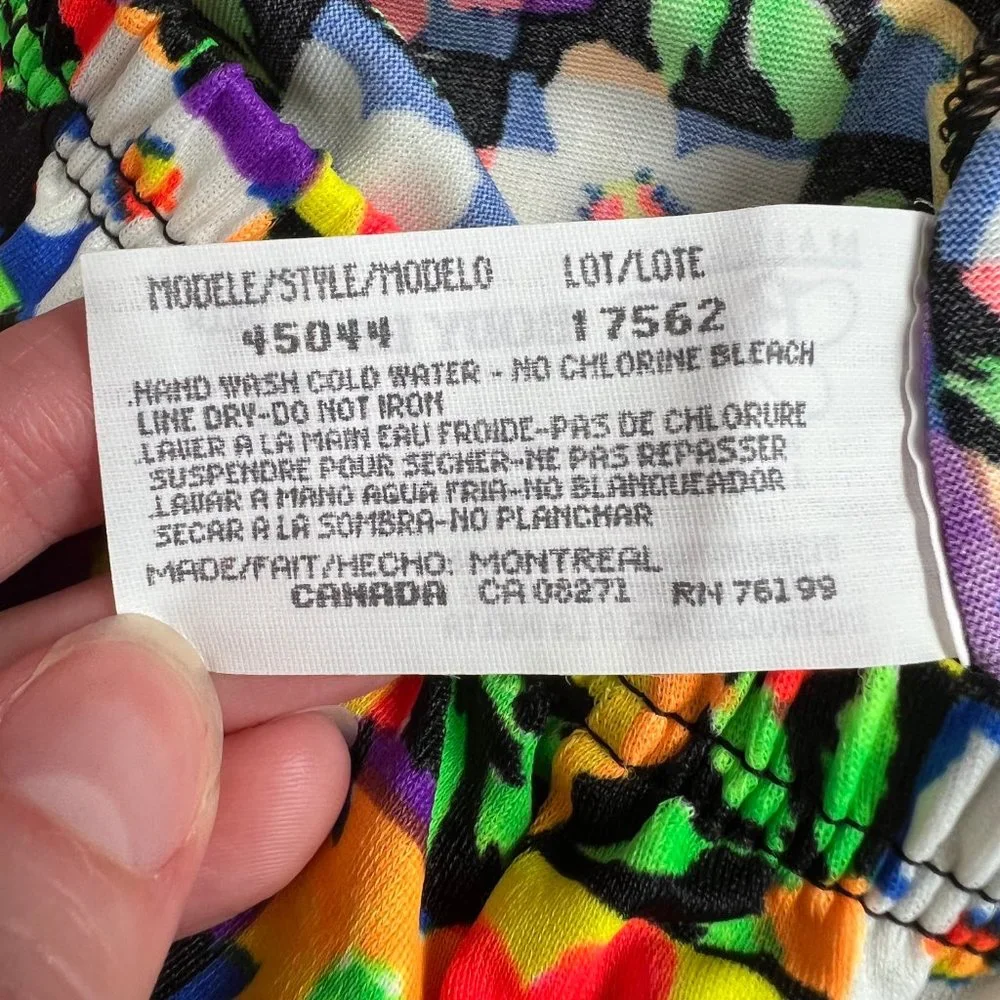 MODELE/STYLE/MODELO LOT/LOTE
45044 17562
HAND WASH COLD WATER - NO CHLORINE BLEACH
LINE DRY-DO NOT IRON
LAVER A LA MAIN EAU FROIDE-PAS DE CHLORURE
SUSPENDRE POUR SECHER-NE PAS REPASSER
LAVAR A MANO AGUA FRIA-NO BLANQUEADOR
SECAR A LA SOMBRA-NO PLANCHAR
MADE/FAIT/HECHO: MONTREAL
CANADA CA 08271 RN 76199